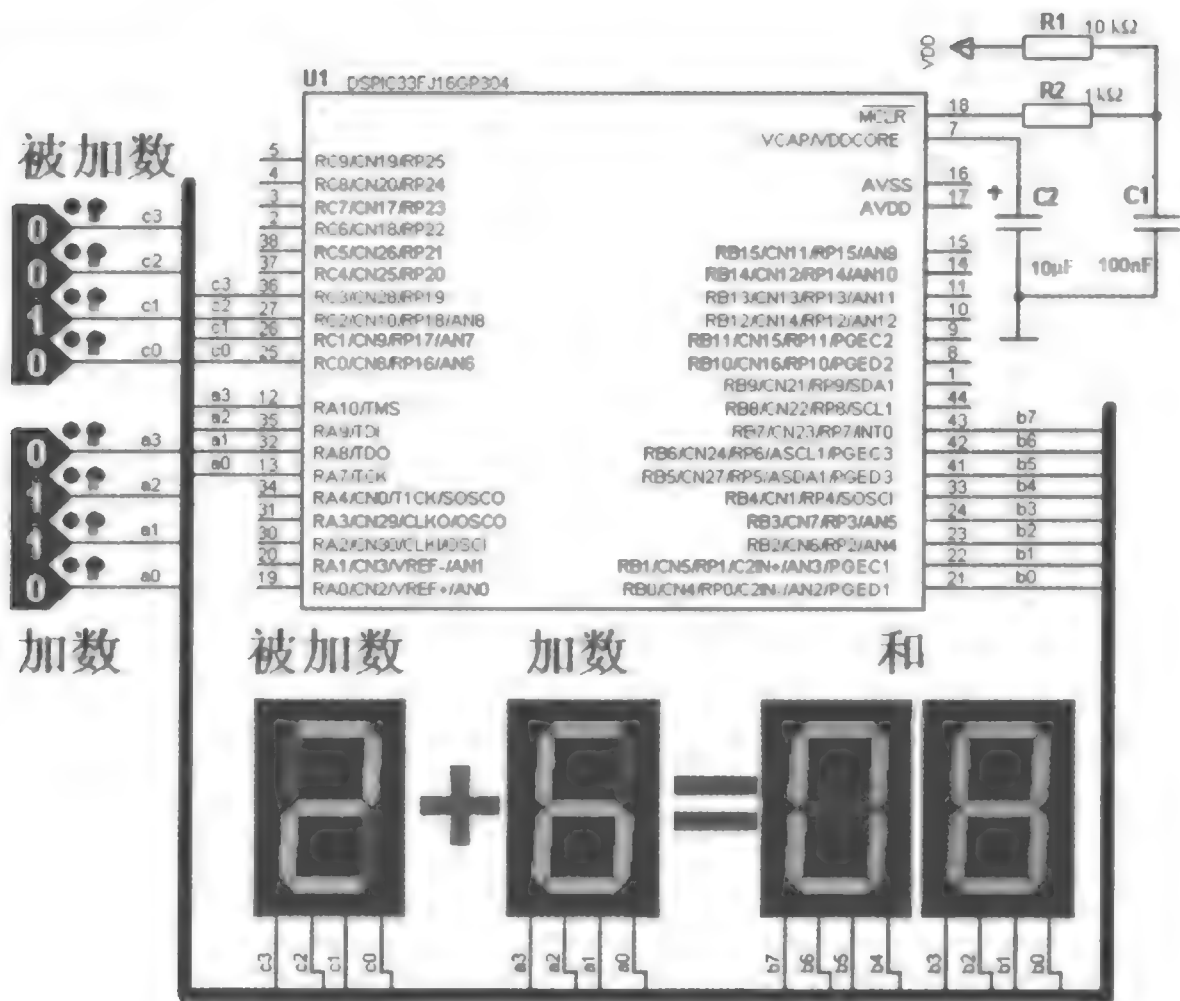 VDD
R1 10 kΩ
R2 1 kΩ
U1 DSPIC33FJ16GP304
被加数
0
0
1
0
c3
c2
c1
c0
加数
0
1
1
0
a3
a2
a1
a0
5 RC9/CN19/RP25
4 RC8/CN20/RP24
3 RC7/CN17/RP23
2 RC6/CN18/RP22
38 RC5/CN26/RP21
37 RC4/CN25/RP20
c3 36 RC3/CN28/RP19
c2 27 RC2/CN10/RP18/AN8
c1 26 RC1/CN9/RP17/AN7
c0 25 RC0/CN8/RP16/AN6
a3 12 RA10/TMS
a2 35 RA9/TDI
a1 32 RA8/TDO
a0 13 RA7/TCK
34 RA4/CN0/T1CK/SOSCO
31 RA3/CN29/CLKO/OSCO
30 RA2/CN30/CLKI/OSCI
20 RA1/CN3/VREF-/AN1
19 RA0/CN2/VREF+/AN0
MCLR 18
VCAP/VDDCORE 7
AVSS 16
AVDD 17
RB15/CN11/RP15/AN9 15
RB14/CN12/RP14/AN10 14
RB13/CN13/RP13/AN11 11
RB12/CN14/RP12/AN12 10
RB11/CN15/RP11/PGEC2 9
RB10/CN16/RP10/PGED2 8
RB9/CN21/RP9/SDA1 1
RB8/CN22/RP8/SCL1 44
RB7/CN23/RP7/INT0 43 b7
RB6/CN24/RP6/ASCL1/PGEC3 42 b6
RB5/CN27/RP5/ASDA1/PGED3 41 b5
RB4/CN1/RP4/SOSCI 33 b4
RB3/CN7/RP3/AN5 24 b3
RB2/CN6/RP2/AN4 23 b2
RB1/CN5/RP1/C2IN+/AN3/PGEC1 22 b1
RB0/CN4/RP0/C2IN-/AN2/PGED1 21 b0
+ C2 C1
10μF 100nF
被加数 加数 和
2 + 6 = 0 8
c3 c2 c1 c0 a3 a2 a1 a0 b7 b6 b5 b4 b3 b2 b1 b0